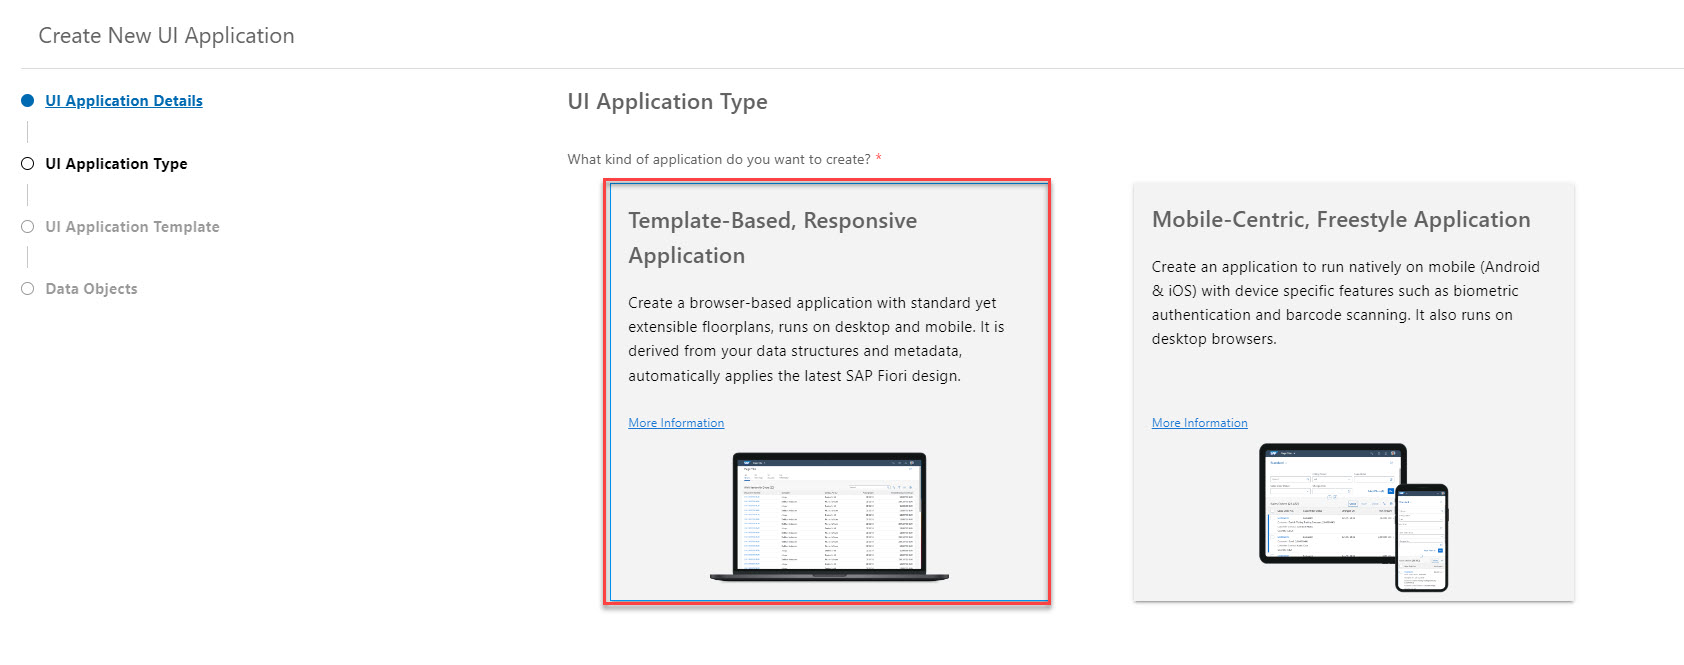 Create New UI Application
UI Application Details
UI Application Type
UI Application Template
Data Objects
UI Application Type
What kind of application do you want to create? *
Template-Based, Responsive
Application
Create a browser-based application with standard yet
extensible floorplans, runs on desktop and mobile. It is
derived from your data structures and metadata,
automatically applies the latest SAP Fiori design.
More Information
Mobile-Centric, Freestyle Application
Create an application to run natively on mobile (Android
& iOS) with device specific features such as biometric
authentication and barcode scanning. It also runs on
desktop browsers.
More Information